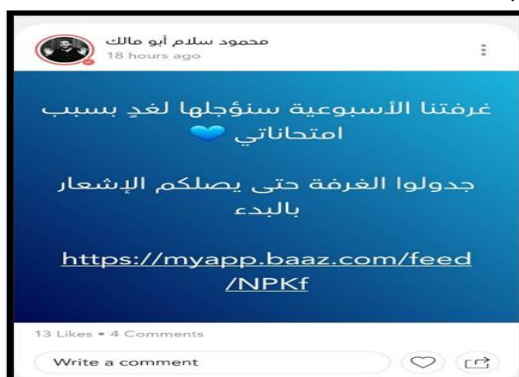 محمود سلام أبو مالك
18 hours ago
غرفتنا الأسبوعية سنؤجلها لغدٍ بسبب
امتحاناتي 💙
جدولوا الغرفة حتى يصلكم الإشعار
بالبدء
https://myapp.baaz.com/feed
/NPKf
13 Likes • 4 Comments
Write a comment